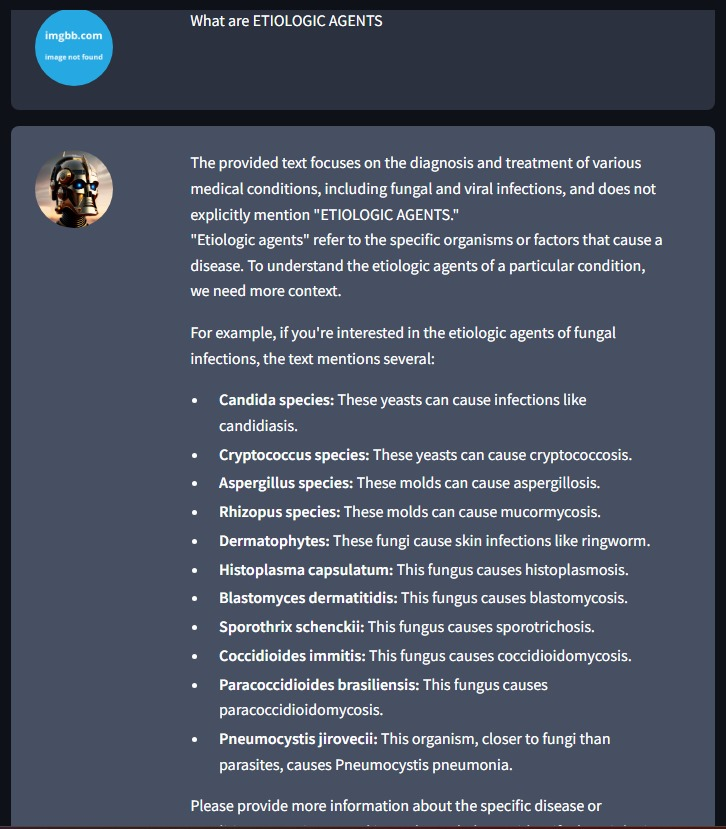 What are ETIOLOGIC AGENTS
imgbb.com
image not found
The provided text focuses on the diagnosis and treatment of various
medical conditions, including fungal and viral infections, and does not
explicitly mention "ETIOLOGIC AGENTS."
"Etiologic agents" refer to the specific organisms or factors that cause a
disease. To understand the etiologic agents of a particular condition,
we need more context.
For example, if you're interested in the etiologic agents of fungal
infections, the text mentions several:
• Candida species: These yeasts can cause infections like
candidiasis.
• Cryptococcus species: These yeasts can cause cryptococcosis.
• Aspergillus species: These molds can cause aspergillosis.
• Rhizopus species: These molds can cause mucormycosis.
• Dermatophytes: These fungi cause skin infections like ringworm.
• Histoplasma capsulatum: This fungus causes histoplasmosis.
• Blastomyces dermatitidis: This fungus causes blastomycosis.
• Sporothrix schenckii: This fungus causes sporotrichosis.
• Coccidioides immitis: This fungus causes coccidioidomycosis.
• Paracoccidioides brasiliensis: This fungus causes
paracoccidioidomycosis.
• Pneumocystis jirovecii: This organism, closer to fungi than
parasites, causes Pneumocystis pneumonia.
Please provide more information about the specific disease or